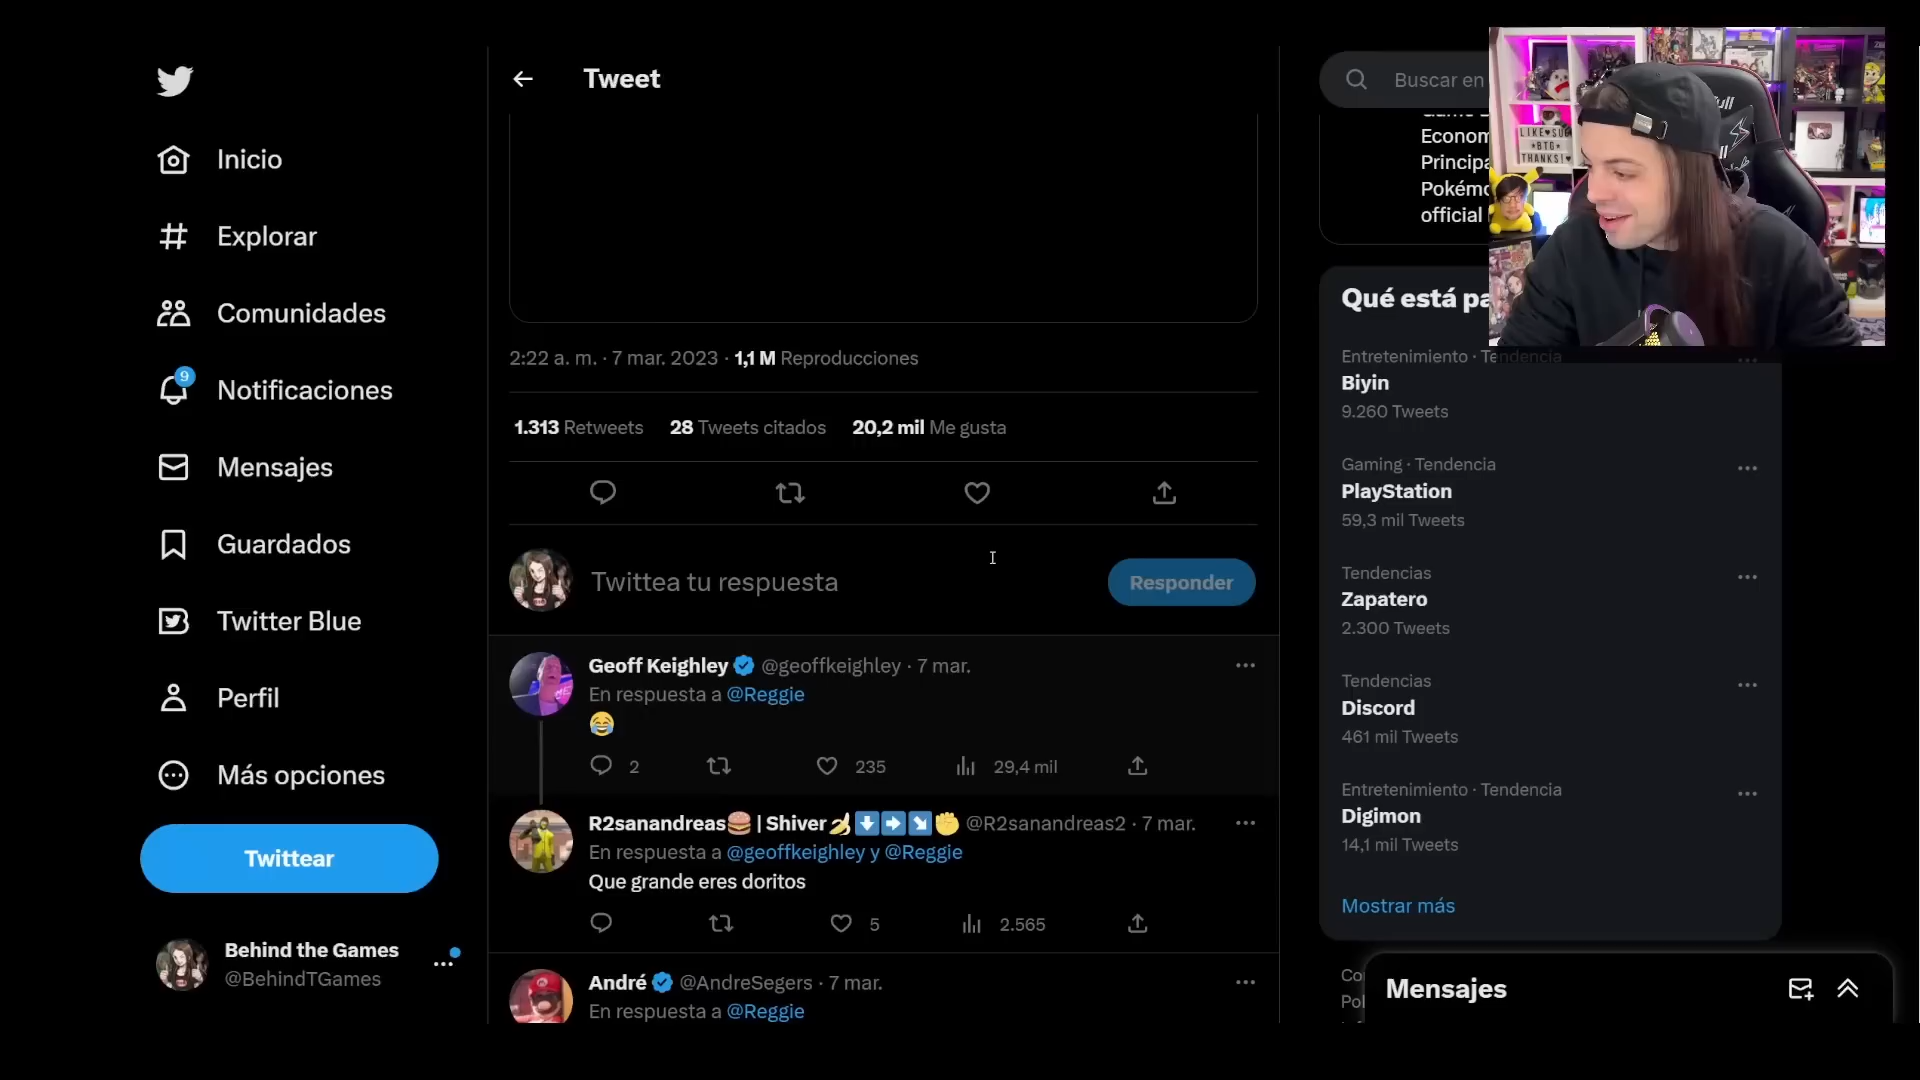 Inicio
Explorar
Comunidades
9
Notificaciones
Mensajes
Guardados
Twitter Blue
Perfil
Más opciones
Twittear
Behind the Games
@BehindTGames
Tweet
2:22 a. m. · 7 mar. 2023 · 1,1 M Reproducciones
1.313 Retweets 28 Tweets citados 20,2 mil Me gusta
Twittea tu respuesta
Responder
Geoff Keighley @geoffkeighley · 7 mar.
En respuesta a @Reggie
😂
2 235 29,4 mil
R2sanandreas🍔 | Shiver🍌⬇️➡️↘️✊ @R2sanandreas2 · 7 mar.
En respuesta a @geoffkeighley y @Reggie
Que grande eres doritos
5 2.565
André @AndreSegers · 7 mar.
En respuesta a @Reggie
Buscar en
Econom
Principa
Pokémo
official
LIKE♥SUB
*BTG*
THANKS!♥
Qué está pa
Entretenimiento · Tendencia
Biyin
9.260 Tweets
Gaming · Tendencia
PlayStation
59,3 mil Tweets
Tendencias
Zapatero
2.300 Tweets
Tendencias
Discord
461 mil Tweets
Entretenimiento · Tendencia
Digimon
14,1 mil Tweets
Mostrar más
Co
Pol
Mensajes